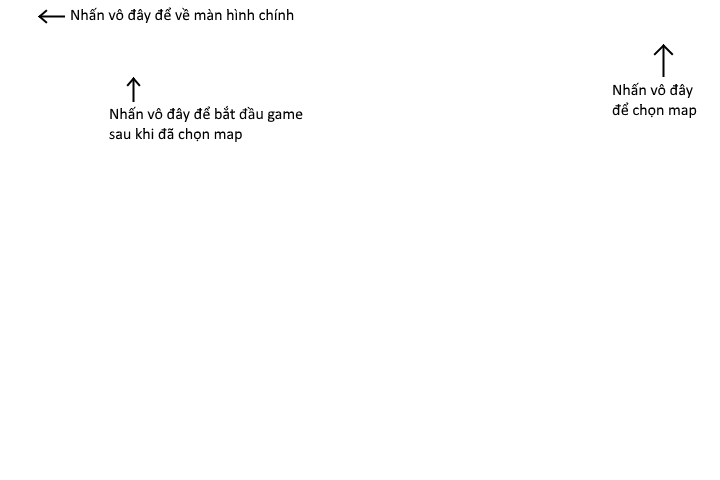 Nhấn vô đây để về màn hình chính
Nhấn vô đây
để chọn map
Nhấn vô đây để bắt đầu game
sau khi đã chọn map